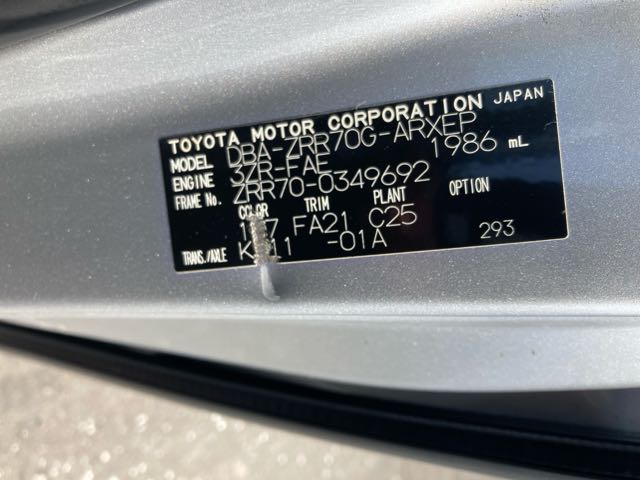 TOYOTA MOTOR CORPORATION JAPAN
MODEL DBA-ZRR70G-ARXEP
ENGINE 3ZR-FAE 1986 mL
FRAME No. ZRR70-0349692
COLOR TRIM PLANT OPTION
FA21 C25
TRANS./AXLE -01A 293